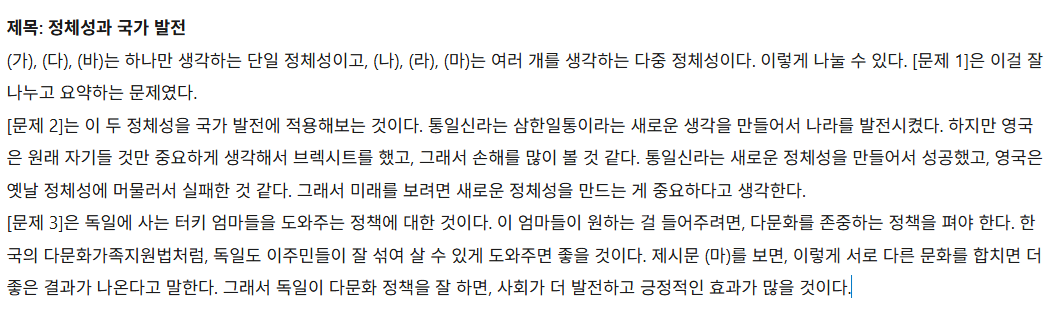 제목: 정체성과 국가 발전
(가), (다), (바)는 하나만 생각하는 단일 정체성이고, (나), (라), (마)는 여러 개를 생각하는 다중 정체성이다. 이렇게 나눌 수 있다. [문제 1]은 이걸 잘
나누고 요약하는 문제였다.
[문제 2]는 이 두 정체성을 국가 발전에 적용해보는 것이다. 통일신라는 삼한일통이라는 새로운 생각을 만들어서 나라를 발전시켰다. 하지만 영국
은 원래 자기들 것만 중요하게 생각해서 브렉시트를 했고, 그래서 손해를 많이 볼 것 같다. 통일신라는 새로운 정체성을 만들어서 성공했고, 영국은
옛날 정체성에 머물러서 실패한 것 같다. 그래서 미래를 보려면 새로운 정체성을 만드는 게 중요하다고 생각한다.
[문제 3]은 독일에 사는 터키 엄마들을 도와주는 정책에 대한 것이다. 이 엄마들이 원하는 걸 들어주려면, 다문화를 존중하는 정책을 펴야 한다. 한
국의 다문화가족지원법처럼, 독일도 이주민들이 잘 섞여 살 수 있게 도와주면 좋을 것이다. 제시문 (마)를 보면, 이렇게 서로 다른 문화를 합치면 더
좋은 결과가 나온다고 말한다. 그래서 독일이 다문화 정책을 잘 하면, 사회가 더 발전하고 긍정적인 효과가 많을 것이다.